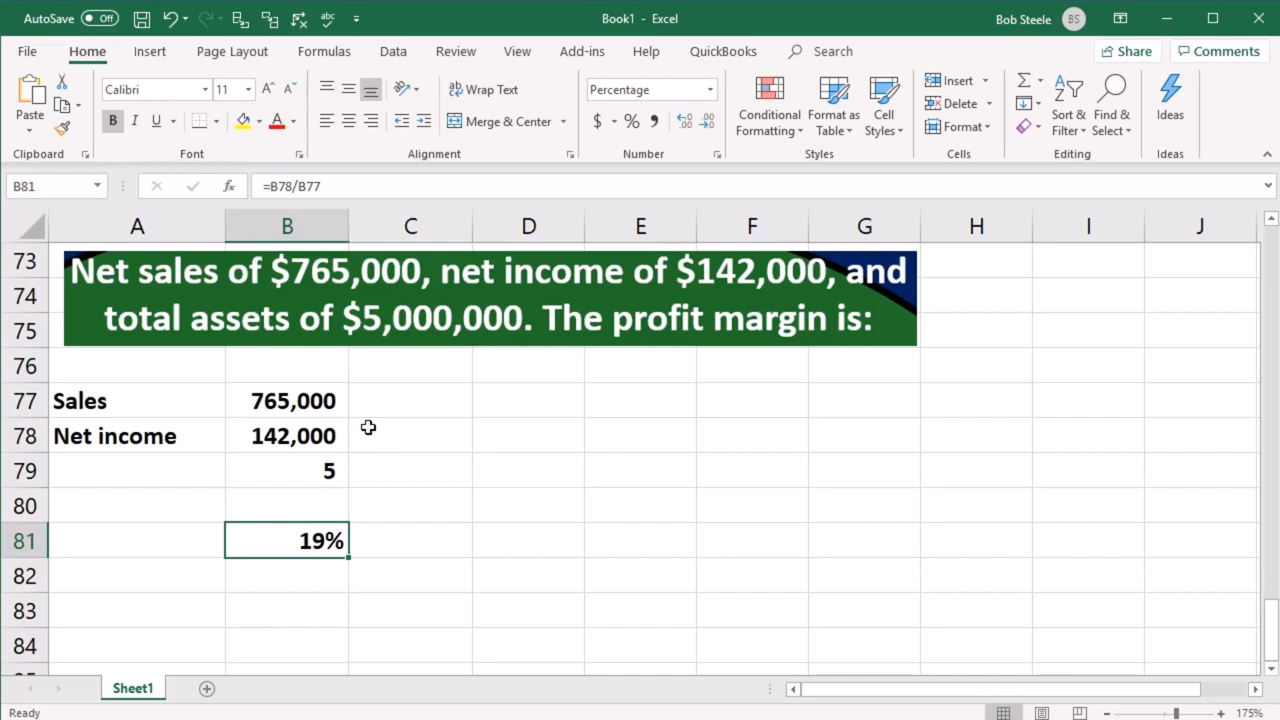 AutoSave Off Book1 - Excel Bob Steele BS
File Home Insert Page Layout Formulas Data Review View Add-ins Help QuickBooks Search Share Comments
Paste Calibri 11 A A Wrap Text Percentage Conditional Formatting Format as Table Cell Styles Insert Sort & Filter Find & Select Ideas
B I U A Merge & Center $ % Delete
Format
Clipboard Font Alignment Number Styles Cells Editing Ideas
B81 fx =B78/B77
A B C D E F G H I J
73 Net sales of $765,000, net income of $142,000, and
74
75 total assets of $5,000,000. The profit margin is:
76
77 Sales 765,000
78 Net income 142,000
79 5
80
81 19%
82
83
84
Sheet1
Ready 175%